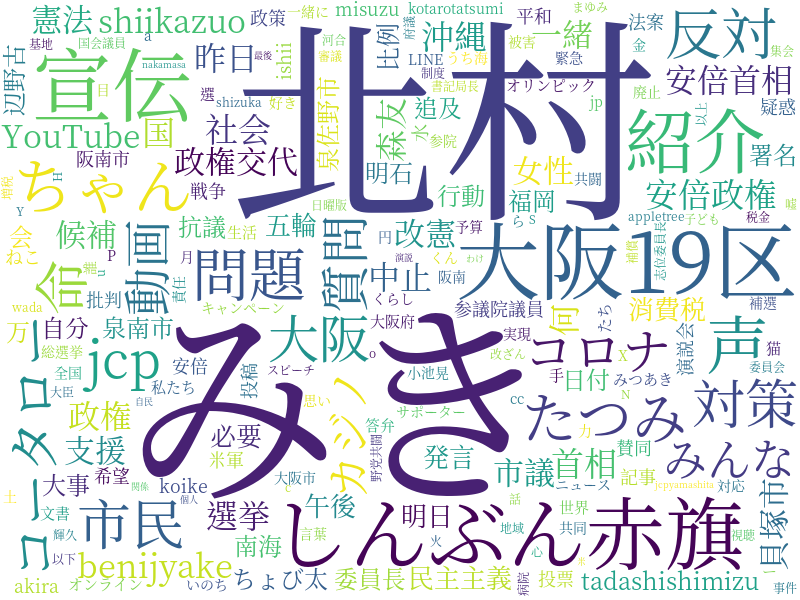 憲法
shiikazuo
政策
一緒に
misuzu
kotarotatsumi
まゆみ
基地
国会議員
a
平和
府議
法案
金
集会
辺野古
宣伝
昨日
ishii
河合
審議
比例
沖縄
一緒
被害
緊急
反対
nakamasa
最後
北村
LINE
制度
うち海
オリンピック
安倍首相
YouTube
国
目
選
shizuka
好き
書記局長
追及
水
参院
jp
廃止
以上
疑惑
社会
泉佐野市
森友
紹介
署名
阪南市
政権交代
明石
女性
共闘
増税
H
ちゃん
戦争
日曜版
行動
福岡
安倍政権
嘘
Y
候補
抗議
五輪
生活
ら
S
appletree
子ども
税金
会
ねこ
P
月
動画
問題
質問
改憲
くん
予算
円
演説
わけ
大阪19区
補償
志位委員長
命
u
批判
責任
キャンペーン
中止
阪南
くらし
参議院議員
何
たち
消費税
補選
wada
万
自分
泉南市
大阪
大阪府
o
実現
改ざん
声
演説会
猫
委員会
コータロー
jcp
総選挙
全国
安倍
私たち
投稿
スピーチ
みき
小池晃
コロナ
手
日付
X
みつあき
N
大臣
自民
政権
必要
思い
サポーター
cc
たつみ
力
対策
支援
米軍
答弁
野党共闘
発言
市議
首相
賛同
みんな
大事
希望
koike
大阪市
c
ニュース
記事
jcpyamashita
対応
貝塚市
土
文書
関係
個人
午後
話
世界
市民
選挙
言葉
明日
しんぶん赤旗
地域
共同
視聴
輝久
南海
火
心
以下
benijyake
いのち
ちょび太
委員長
民主主義
病院
投票
tadashishimizu
akira
オンライン
事件